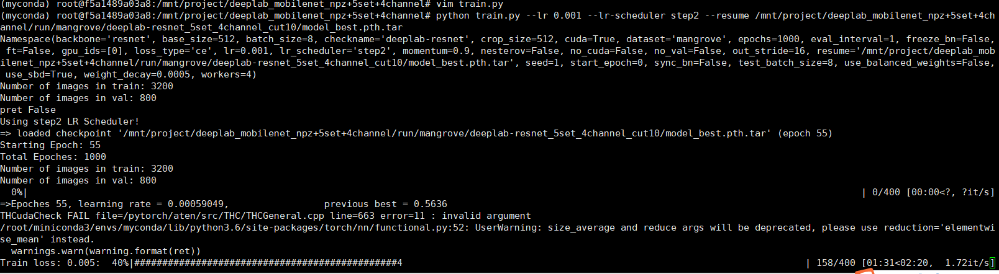 (myconda) root@f5a1489a03a8:/mnt/project/deeplab_mobilenet_npz+5set+4channel# vim train.py
(myconda) root@f5a1489a03a8:/mnt/project/deeplab_mobilenet_npz+5set+4channel# python train.py --lr 0.001 --lr-scheduler step2 --resume /mnt/project/deeplab_mobilenet_npz+5set+4ch
annel/run/mangrove/deeplab-resnet_5set_4channel_cut10/model_best.pth.tar
Namespace(backbone='resnet', base_size=512, batch_size=8, checkname='deeplab-resnet', crop_size=512, cuda=True, dataset='mangrove', epochs=1000, eval_interval=1, freeze_bn=False,
 ft=False, gpu_ids=[0], loss_type='ce', lr=0.001, lr_scheduler='step2', momentum=0.9, nesterov=False, no_cuda=False, no_val=False, out_stride=16, resume='/mnt/project/deeplab_mob
ilenet_npz+5set+4channel/run/mangrove/deeplab-resnet_5set_4channel_cut10/model_best.pth.tar', seed=1, start_epoch=0, sync_bn=False, test_batch_size=8, use_balanced_weights=False,
 use_sbd=True, weight_decay=0.0005, workers=4)
Number of images in train: 3200
Number of images in val: 800
pret False
Using step2 LR Scheduler!
=> loaded checkpoint '/mnt/project/deeplab_mobilenet_npz+5set+4channel/run/mangrove/deeplab-resnet_5set_4channel_cut10/model_best.pth.tar' (epoch 55)
Starting Epoch: 55
Total Epoches: 1000
Number of images in train: 3200
Number of images in val: 800
  0%| | 0/400 [00:00<?, ?it/s]
=>Epoches 55, learning rate = 0.00059049, previous best = 0.5636
THCudaCheck FAIL file=/pytorch/aten/src/THC/THCGeneral.cpp line=663 error=11 : invalid argument
/root/miniconda3/envs/myconda/lib/python3.6/site-packages/torch/nn/functional.py:52: UserWarning: size_average and reduce args will be deprecated, please use reduction='elementwi
se_mean' instead.
  warnings.warn(warning.format(ret))
Train loss: 0.005:  40%|###############################################4 | 158/400 [01:31<02:20,  1.72it/s]